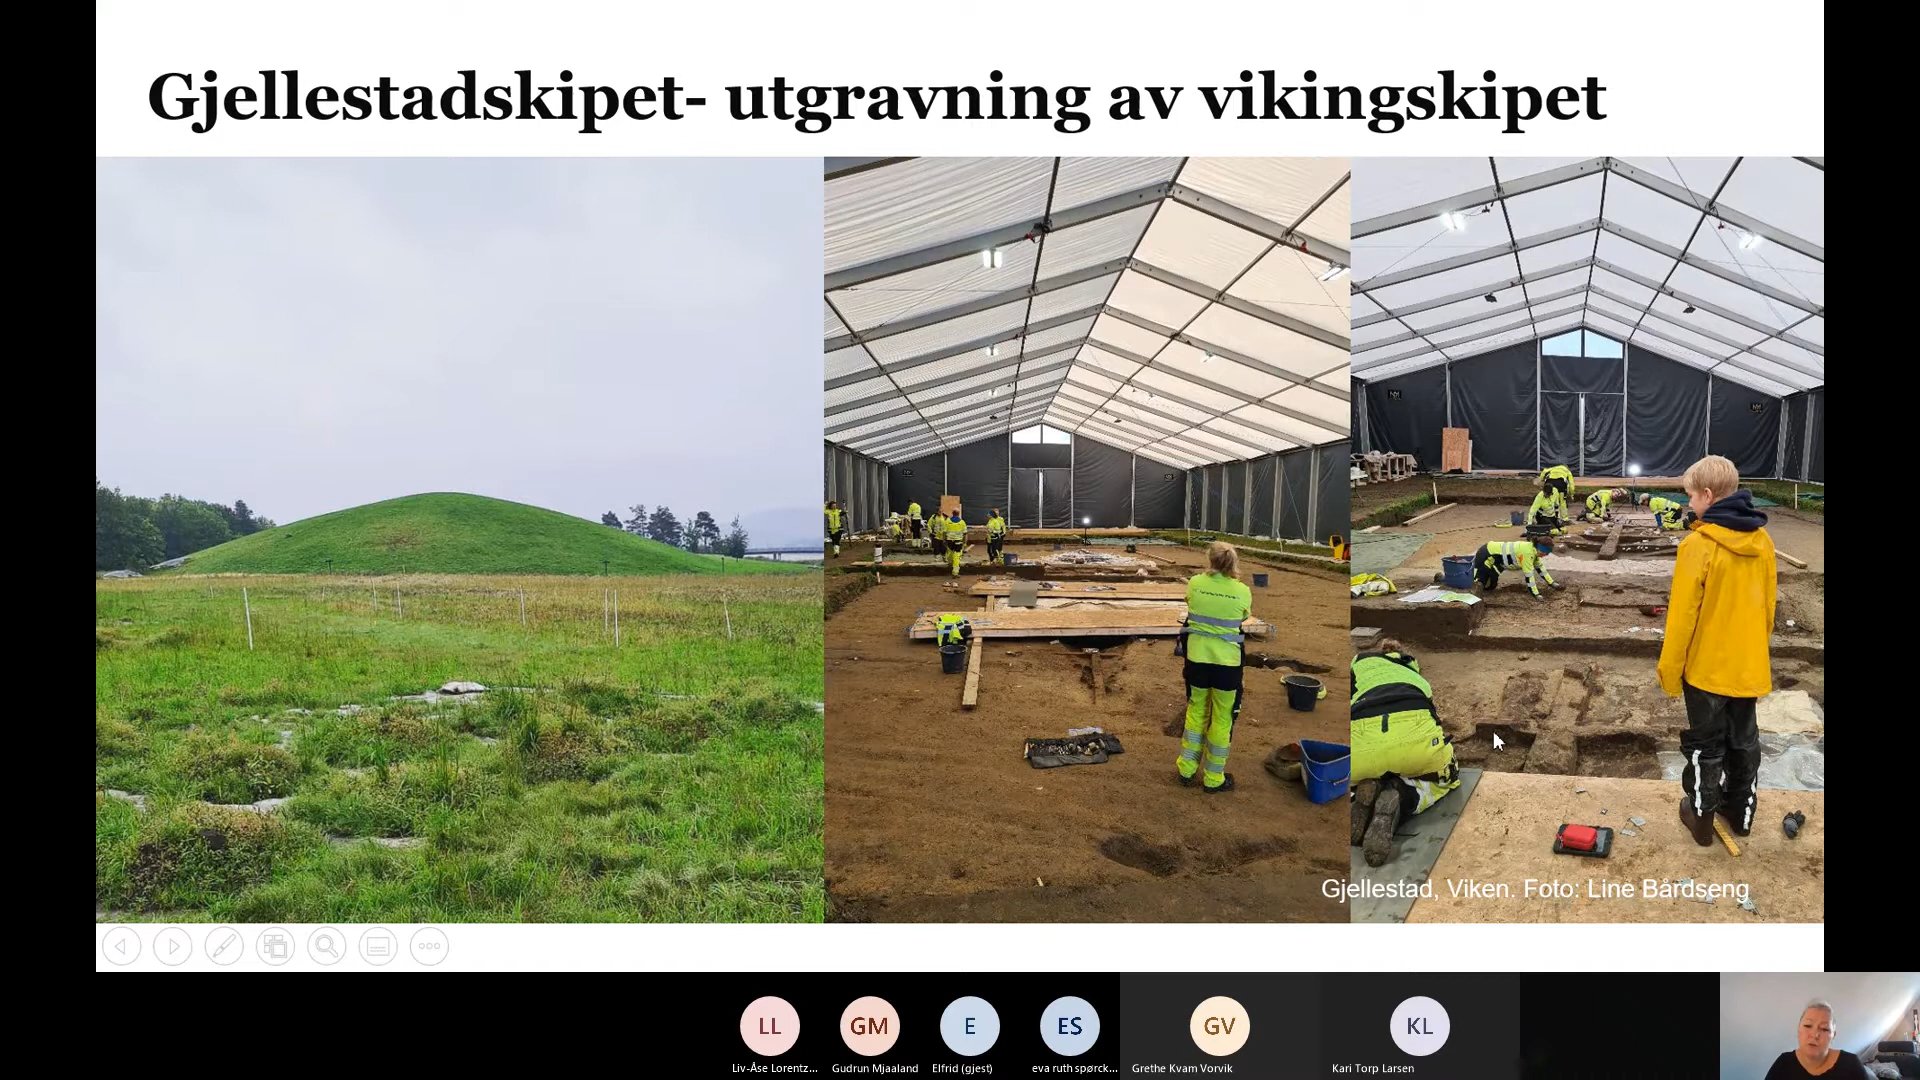 Gjellestadskipet- utgravning av vikingskipet
Gjellestad, Viken. Foto: Line Bårdseng
LL
GM
E
ES
GV
KL
Liv-Åse Lorentz...
Gudrun Mjaaland
Elfrid (gjest)
eva ruth spørck...
Grethe Kvam Vorvik
Kari Torp Larsen